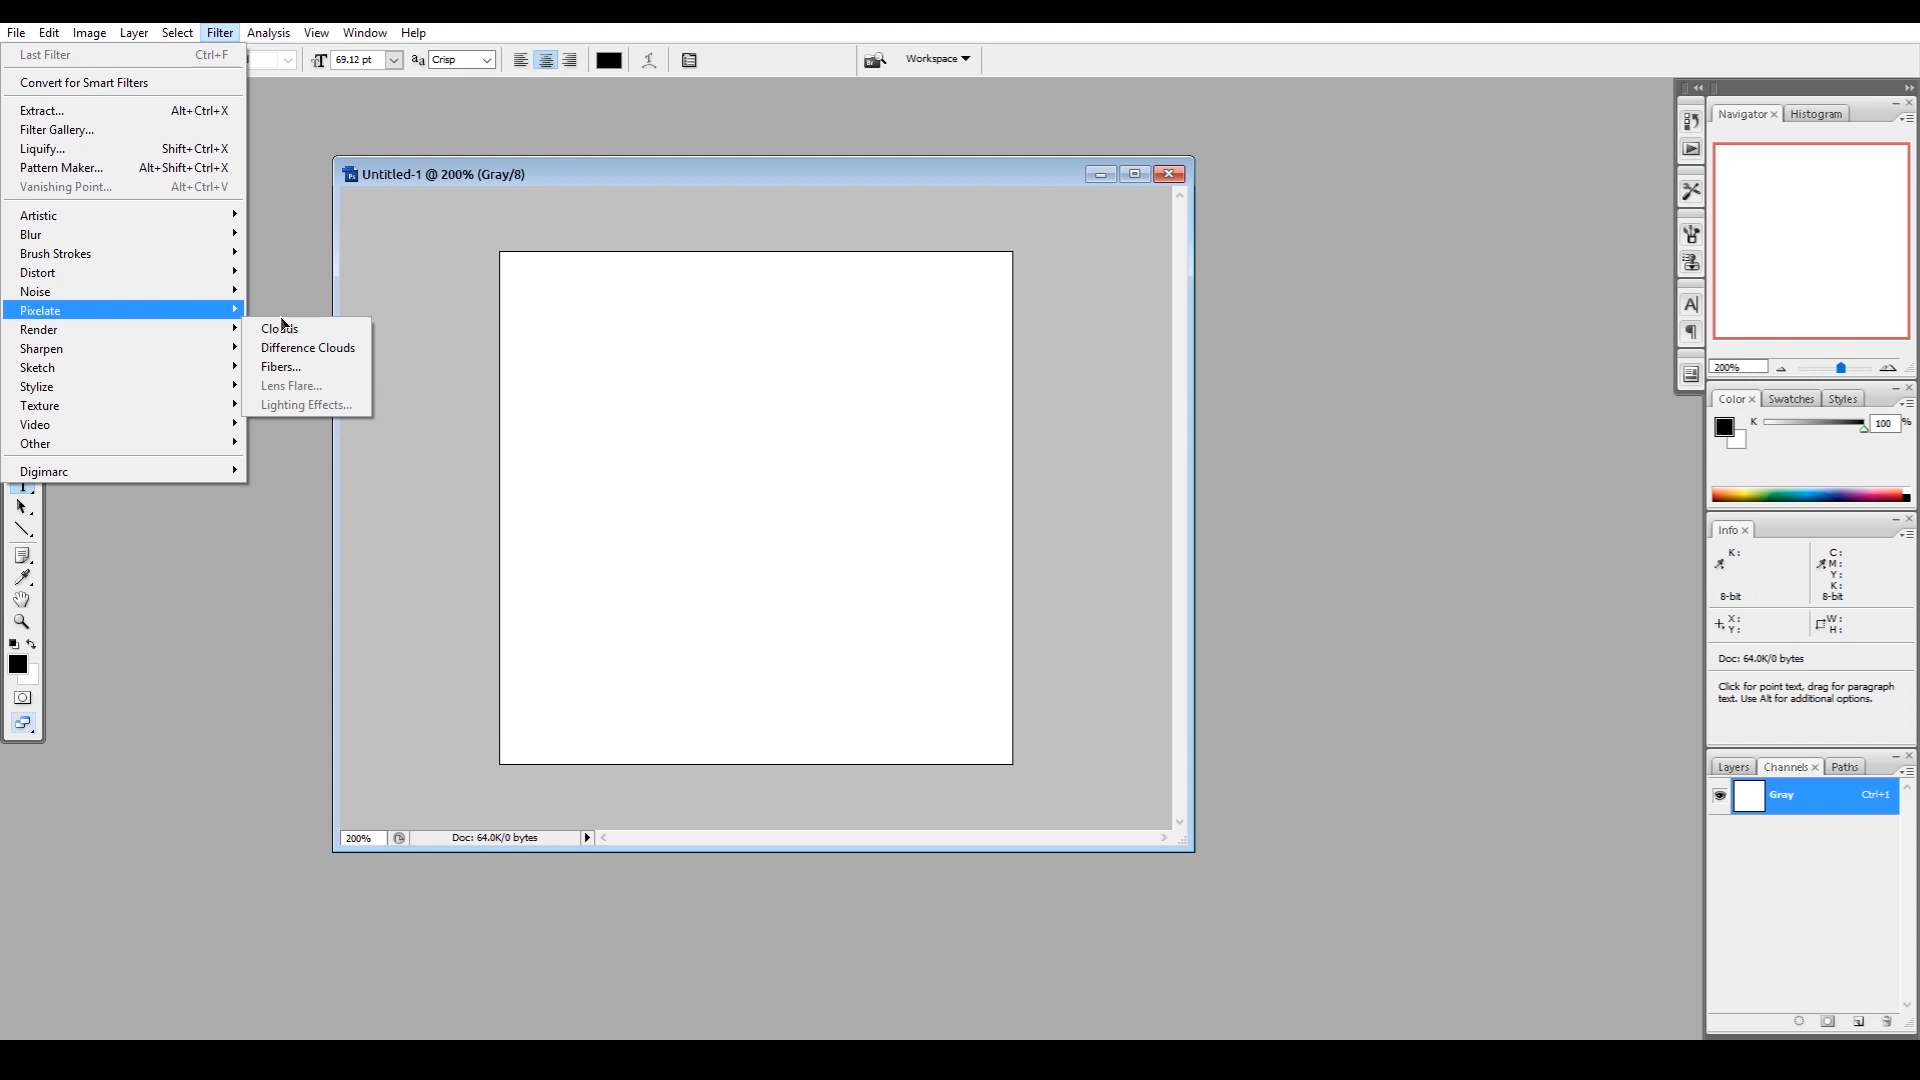 File Edit Image Layer Select Filter Analysis View Window Help
Last Filter Ctrl+F
Convert for Smart Filters
Extract... Alt+Ctrl+X
Filter Gallery...
Liquify... Shift+Ctrl+X
Pattern Maker... Alt+Shift+Ctrl+X
Vanishing Point... Alt+Ctrl+V
Artistic
Blur
Brush Strokes
Distort
Noise
Pixelate
Render
Sharpen
Sketch
Stylize
Texture
Video
Other
Digimarc
Clouds
Difference Clouds
Fibers...
Lens Flare...
Lighting Effects...
69.12 pt
aa Crisp
Workspace
Untitled-1 @ 200% (Gray/8)
200% Doc: 64.0K/0 bytes
Navigator Histogram
200%
Color Swatches Styles
K 100 %
Info
K:
8-bit
C:
M:
Y:
K:
8-bit
X:
Y:
W:
H:
Doc: 64.0K/0 bytes
Click for point text, drag for paragraph
text. Use Alt for additional options.
Layers Channels Paths
Gray Ctrl+1